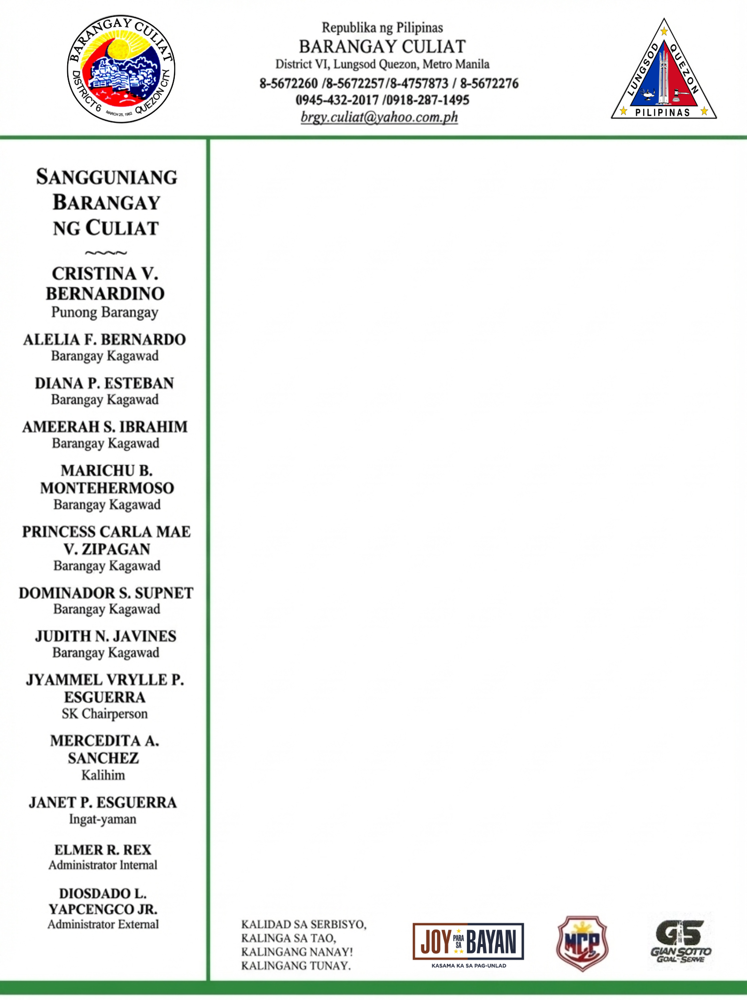 BARANGAY CULIAT
DISTRICT 6
MARCH 25, 1962
QUEZON CITY
Republika ng Pilipinas
BARANGAY CULIAT
District VI, Lungsod Quezon, Metro Manila
8-5672260 /8-5672257/8-4757873 / 8-5672276
0945-432-2017 /0918-287-1495
brgy.culiat@yahoo.com.ph
LUNGSOD QUEZON
PILIPINAS
SANGGUNIANG
BARANGAY
NG CULIAT
~~~~
CRISTINA V.
BERNARDINO
Punong Barangay
ALELIA F. BERNARDO
Barangay Kagawad
DIANA P. ESTEBAN
Barangay Kagawad
AMEERAH S. IBRAHIM
Barangay Kagawad
MARICHU B.
MONTEHERMOSO
Barangay Kagawad
PRINCESS CARLA MAE
V. ZIPAGAN
Barangay Kagawad
DOMINADOR S. SUPNET
Barangay Kagawad
JUDITH N. JAVINES
Barangay Kagawad
JYAMMEL VRYLLE P.
ESGUERRA
SK Chairperson
MERCEDITA A.
SANCHEZ
Kalihim
JANET P. ESGUERRA
Ingat-yaman
ELMER R. REX
Administrator Internal
DIOSDADO L.
YAPCENGCO JR.
Administrator External
KALIDAD SA SERBISYO,
KALINGA SA TAO,
KALINGANG NANAY!
KALINGANG TUNAY.
JOY PARA SA BAYAN
KASAMA KA SA PAG-UNLAD
MCP
GS
GIAN SOTTO
GOAL-SERVE